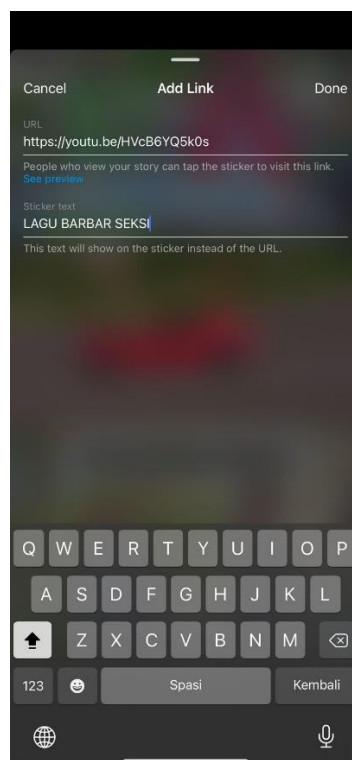 Cancel Add Link Done
URL
https://youtu.be/HVcB6YQ5k0s
People who view your story can tap the sticker to visit this link.
See preview
Sticker text
LAGU BARBAR SEKSI
This text will show on the sticker instead of the URL.
Q W E R T Y U I O P
A S D F G H J K L
Z X C V B N M
123 Spasi Kembali